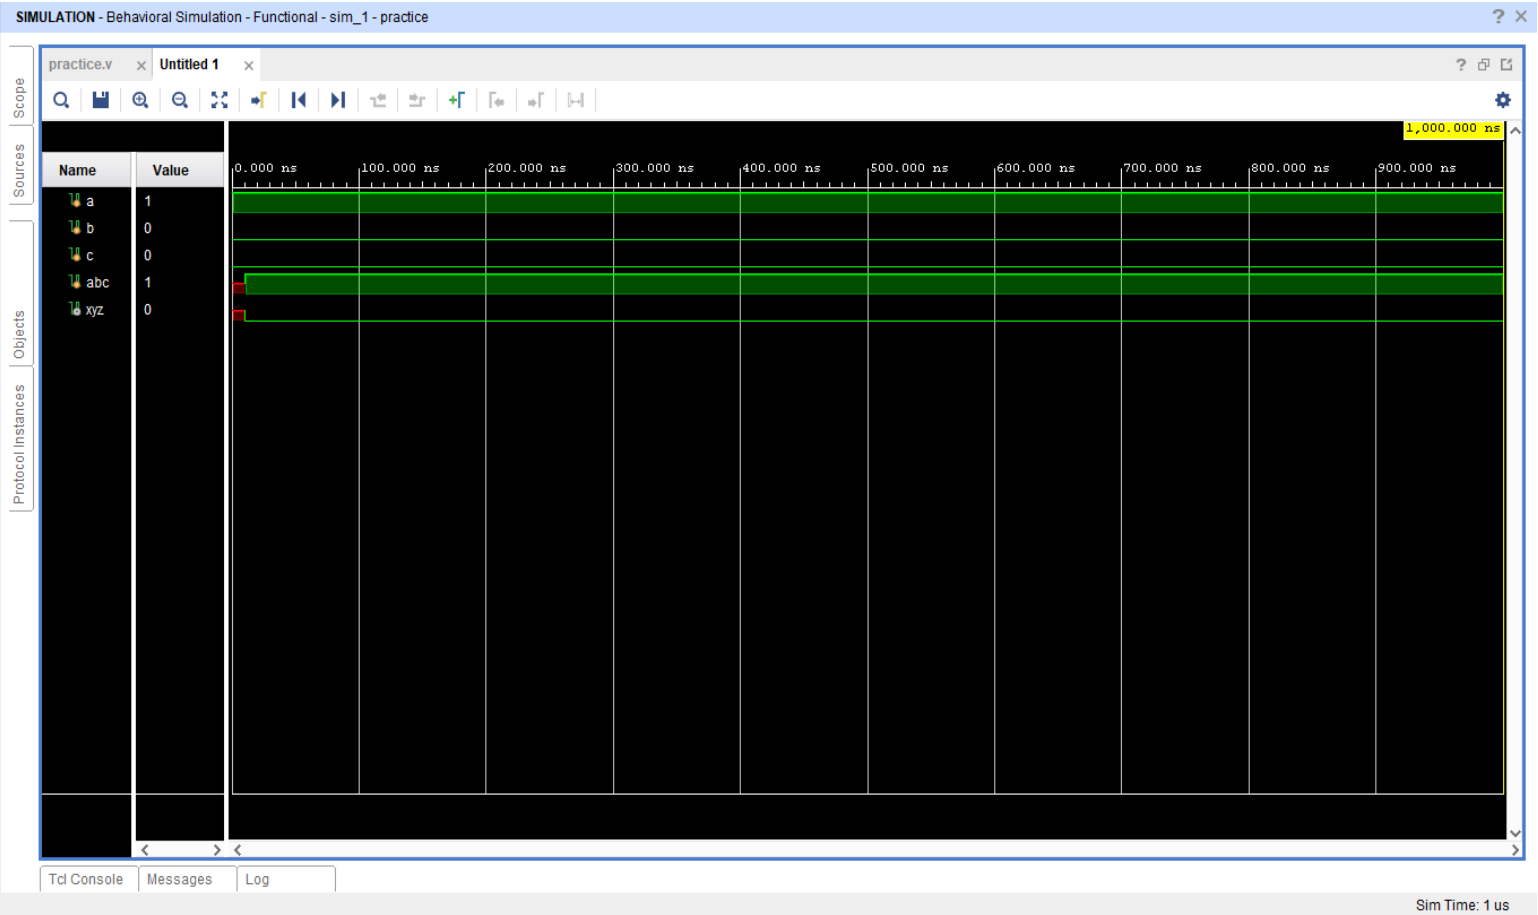 SIMULATION - Behavioral Simulation - Functional - sim_1 - practice
practice.v
Untitled 1
Scope
Sources
Objects
Protocol Instances
1,000.000 ns
Name
Value
0.000 ns
100.000 ns
200.000 ns
300.000 ns
400.000 ns
500.000 ns
600.000 ns
700.000 ns
800.000 ns
900.000 ns
a 1
b 0
c 0
abc 1
xyz 0
Tcl Console
Messages
Log
Sim Time: 1 us